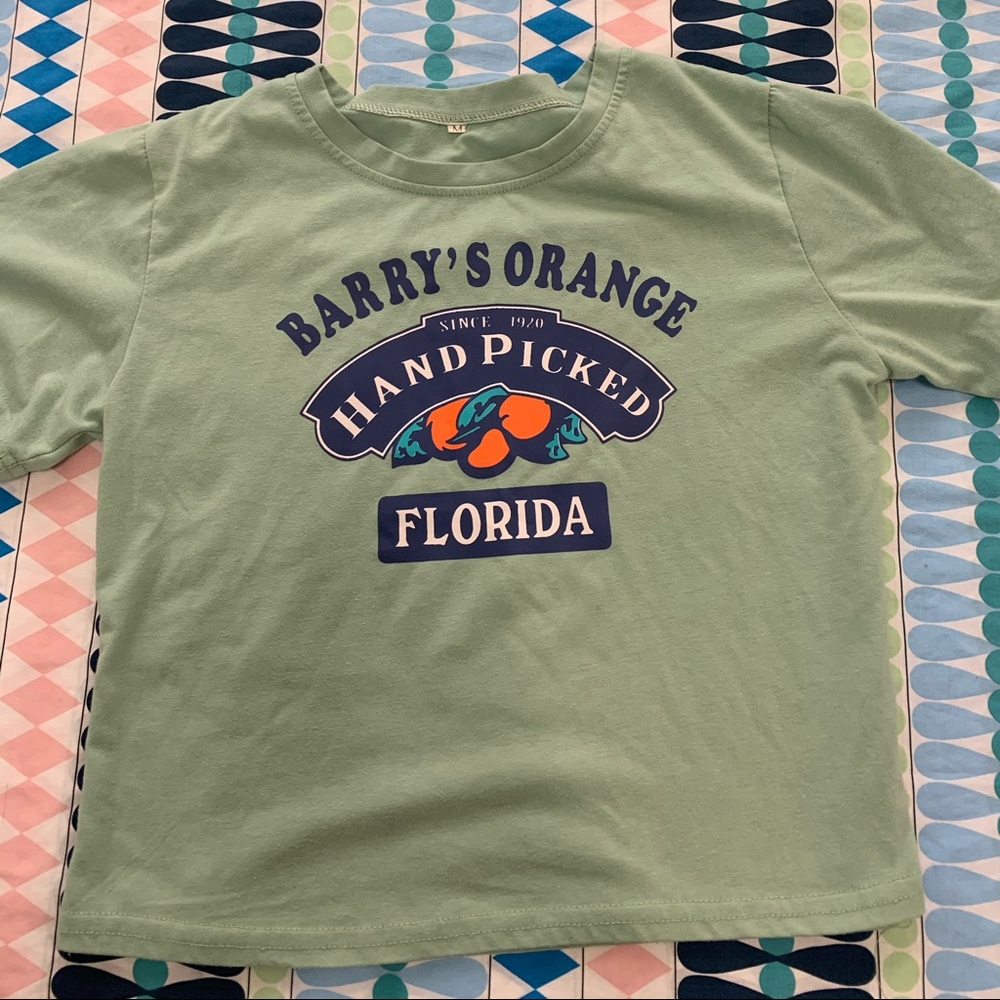 M
BARRY'S ORANGE
SINCE 1920
HAND PICKED
FLORIDA